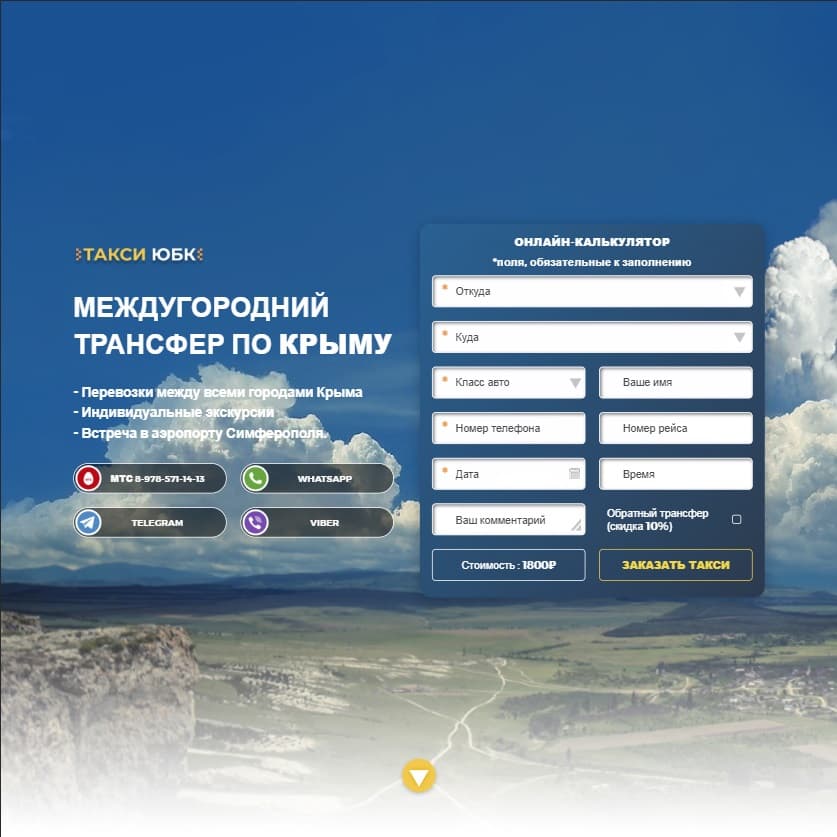 ТАКСИ ЮБК
МЕЖДУГОРОДНИЙ
ТРАНСФЕР ПО КРЫМУ
- Перевозки между всеми городами Крыма
- Индивидуальные экскурсии
- Встреча в аэропорту Симферополя.
МТС 8-978-571-14-13
WHATSAPP
TELEGRAM
VIBER
ОНЛАЙН-КАЛЬКУЛЯТОР
*поля, обязательные к заполнению
* Откуда
* Куда
* Класс авто
Ваше имя
* Номер телефона
Номер рейса
* Дата
Время
Ваш комментарий
Обратный трансфер
(скидка 10%)
Стоимость : 1800₽
ЗАКАЗАТЬ ТАКСИ